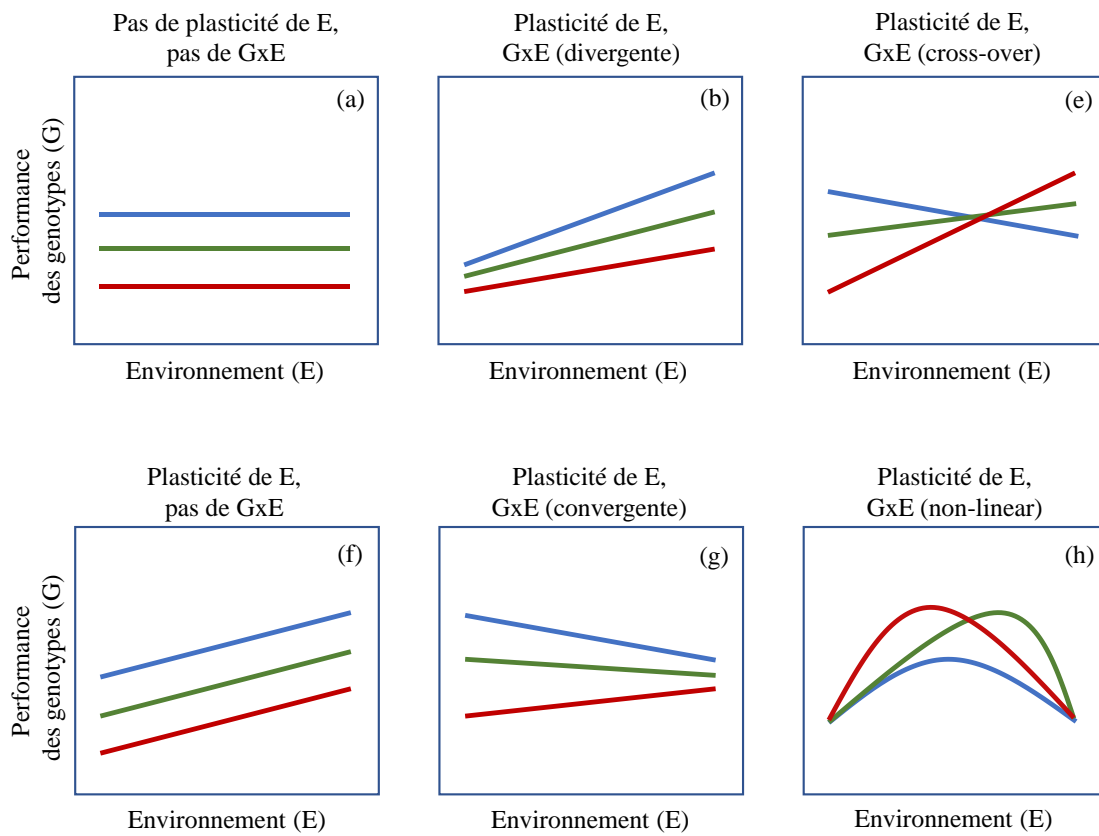 Pas de plasticité de E,
pas de GxE
(a)
Performance
des genotypes (G)
Environnement (E)
Plasticité de E,
GxE (divergente)
(b)
Environnement (E)
Plasticité de E,
GxE (cross-over)
(e)
Environnement (E)
Plasticité de E,
pas de GxE
(f)
Performance
des genotypes (G)
Environnement (E)
Plasticité de E,
GxE (convergente)
(g)
Environnement (E)
Plasticité de E,
GxE (non-linear)
(h)
Environnement (E)